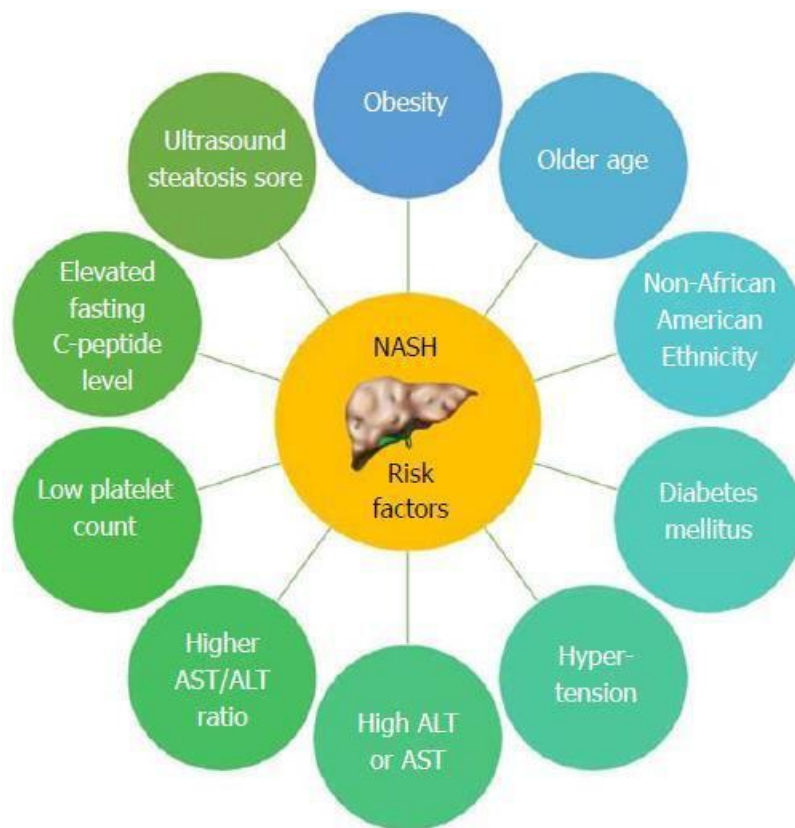 Obesity
Older age
Non-African
American
Ethnicity
Diabetes
mellitus
Hyper-
tension
High ALT
or AST
Higher
AST/ALT
ratio
Low platelet
count
Elevated
fasting
C-peptide
level
Ultrasound
steatosis sore
NASH
Risk
factors